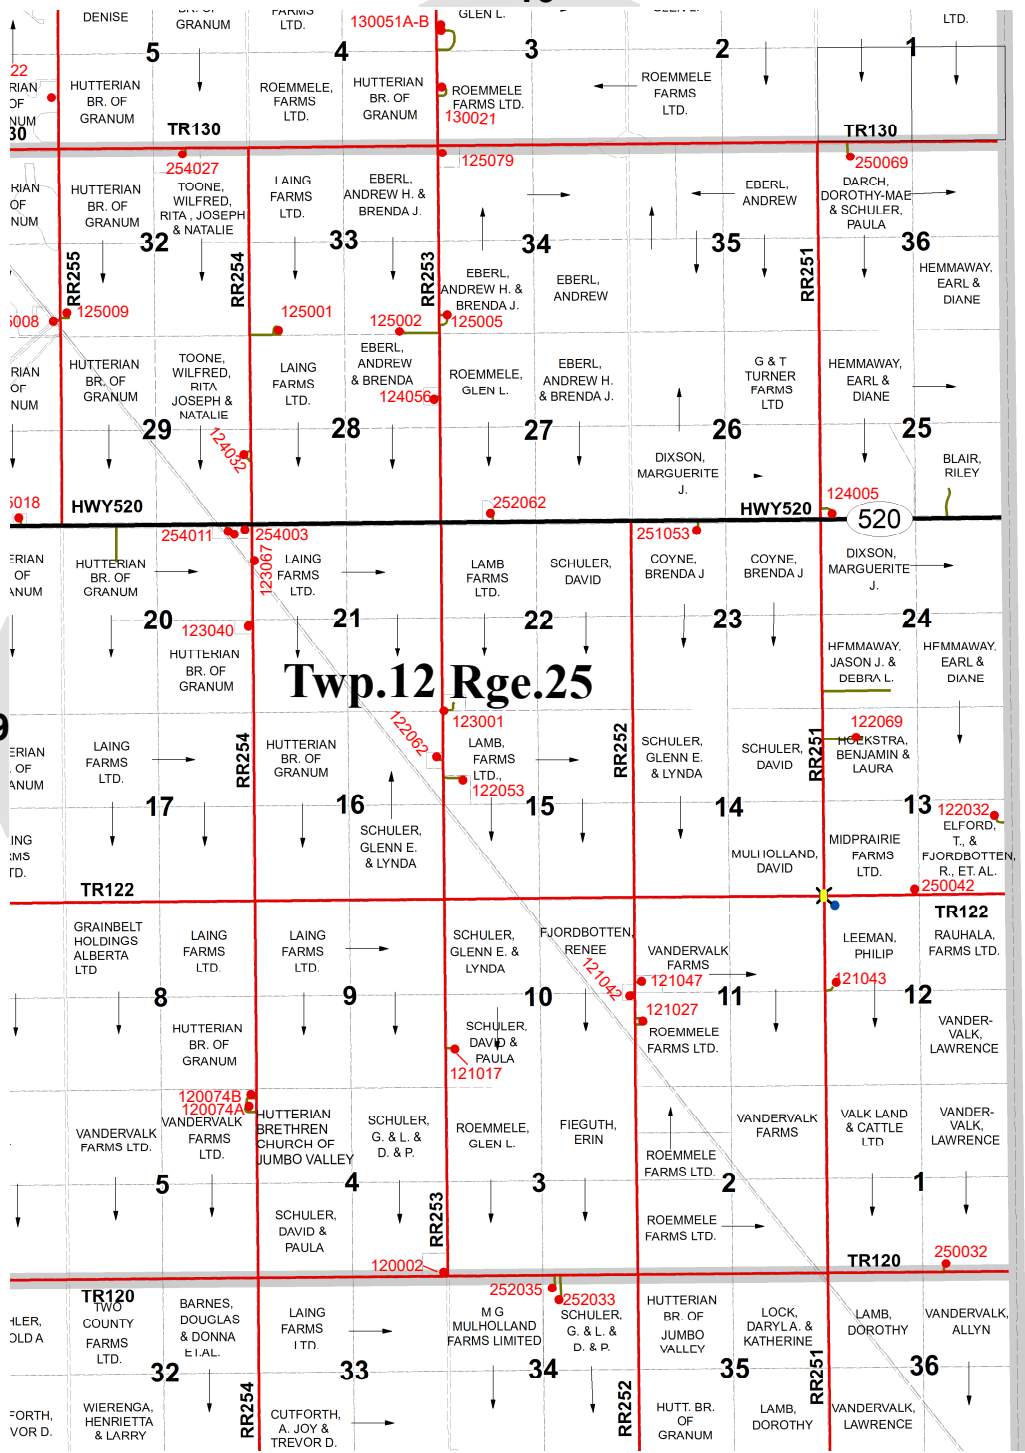 DENISE
FARMS
LTD.
130051A-B
GLEN L.
LTD.
5
4
3
2
1
22
HUTTERIAN
BR. OF
GRANUM
ROEMMELE,
FARMS
LTD.
HUTTERIAN
BR. OF
GRANUM
ROEMMELE
FARMS LTD.
130021
ROEMMELE
FARMS
LTD.
30
TR130
TR130
254027
125079
250069
HUTTERIAN
BR. OF
GRANUM
TOONE,
WILFRED,
RITA , JOSEPH
& NATALIE
LAING
FARMS
LTD.
EBERL,
ANDREW H. &
BRENDA J.
EBERL,
ANDREW
DARCH,
DOROTHY-MAE
& SCHULER,
PAULA
32
33
34
35
36
RR255
RR254
RR253
RR251
EBERL,
ANDREW H. &
BRENDA J.
EBERL,
ANDREW
HEMMAWAY,
EARL &
DIANE
5008
125009
125001
125002
125005
HUTTERIAN
BR. OF
GRANUM
TOONE,
WILFRED,
RITA
JOSEPH &
NATALIE
LAING
FARMS
LTD.
EBERL,
ANDREW
& BRENDA
124056
ROEMMELE,
GLEN L.
EBERL,
ANDREW H.
& BRENDA J.
G & T
TURNER
FARMS
LTD
HEMMAWAY,
EARL &
DIANE
29
28
27
26
25
124032
DIXSON,
MARGUERITE
J.
BLAIR,
RILEY
5018
HWY520
252062
HWY520
124005
520
254011
254003
123067
251053
HUTTERIAN
BR. OF
GRANUM
LAING
FARMS
LTD.
LAMB
FARMS
LTD.
SCHULER,
DAVID
COYNE,
BRENDA J
COYNE,
BRENDA J
DIXSON,
MARGUERITE
J.
20
21
22
23
24
123040
HUTTERIAN
BR. OF
GRANUM
Twp.12 Rge.25
HEMMAWAY,
JASON J. &
DEBRA L.
HEMMAWAY,
EARL &
DIANE
123001
122062
122069
9
RR254
RR252
RR251
LAING
FARMS
LTD.
HUTTERIAN
BR. OF
GRANUM
LAMB,
FARMS
LTD.,
122053
SCHULER,
GLENN E.
& LYNDA
SCHULER,
DAVID
HOEKSTRA,
BENJAMIN &
LAURA
17
16
15
14
13
122032
SCHULER,
GLENN E.
& LYNDA
MULHOLLAND,
DAVID
MIDPRAIRIE
FARMS
LTD.
ELFORD,
T., &
FJORDBOTTEN,
R., ET. AL.
TR122
250042
TR122
GRAINBELT
HOLDINGS
ALBERTA
LTD
LAING
FARMS
LTD.
LAING
FARMS
LTD.
SCHULER,
GLENN E. &
LYNDA
FJORDBOTTEN,
RENEE
VANDERVALK
FARMS
LEEMAN,
PHILIP
RAUHALA,
FARMS LTD.
121042
121047
121043
8
9
10
11
12
121027
HUTTERIAN
BR. OF
GRANUM
SCHULER,
DAVID &
PAULA
121017
ROEMMELE
FARMS LTD.
VANDER-
VALK,
LAWRENCE
120074B
120074A
VANDERVALK
FARMS LTD.
VANDERVALK
FARMS
LTD.
HUTTERIAN
BRETHREN
CHURCH OF
JUMBO VALLEY
SCHULER,
G. & L. &
D. & P.
ROEMMELE,
GLEN L.
FIEGUTH,
ERIN
ROEMMELE
FARMS LTD.
VANDERVALK
FARMS
VALK LAND
& CATTLE
LTD
VANDER-
VALK,
LAWRENCE
5
4
3
2
1
RR253
SCHULER,
DAVID &
PAULA
ROEMMELE
FARMS LTD.
120002
TR120
250032
TR120
252035
252033
TWO
COUNTY
FARMS
LTD.
BARNES,
DOUGLAS
& DONNA
ET.AL.
LAING
FARMS
LTD.
M G
MULHOLLAND
FARMS LIMITED
SCHULER,
G. & L. &
D. & P.
HUTTERIAN
BR. OF
JUMBO
VALLEY
LOCK,
DARYL A. &
KATHERINE
LAMB,
DOROTHY
VANDERVALK,
ALLYN
32
33
34
35
36
RR254
RR252
RR251
WIERENGA,
HENRIETTA
& LARRY
CUTFORTH,
A. JOY &
TREVOR D.
HUTT. BR.
OF
GRANUM
LAMB,
DOROTHY
VANDERVALK,
LAWRENCE